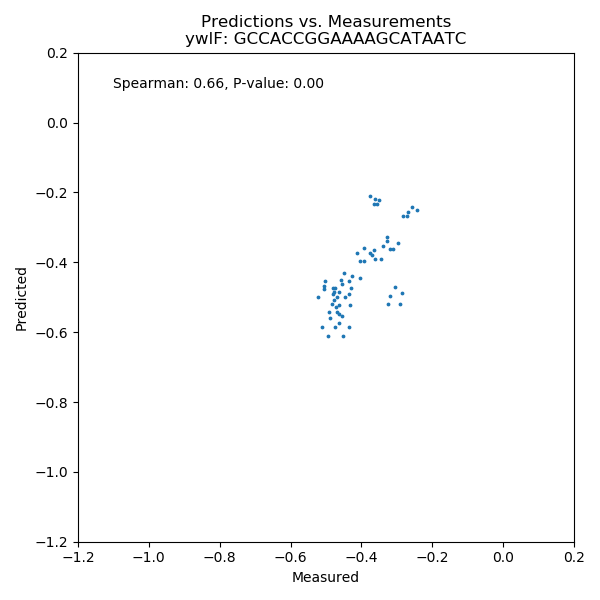 Predictions vs. Measurements
ywlF: GCCACCGGAAAAGCATAATC
Spearman: 0.66, P-value: 0.00
0.2
0.0
−0.2
−0.4
−0.6
−0.8
−1.0
−1.2
Predicted
−1.2 −1.0 −0.8 −0.6 −0.4 −0.2 0.0 0.2
Measured